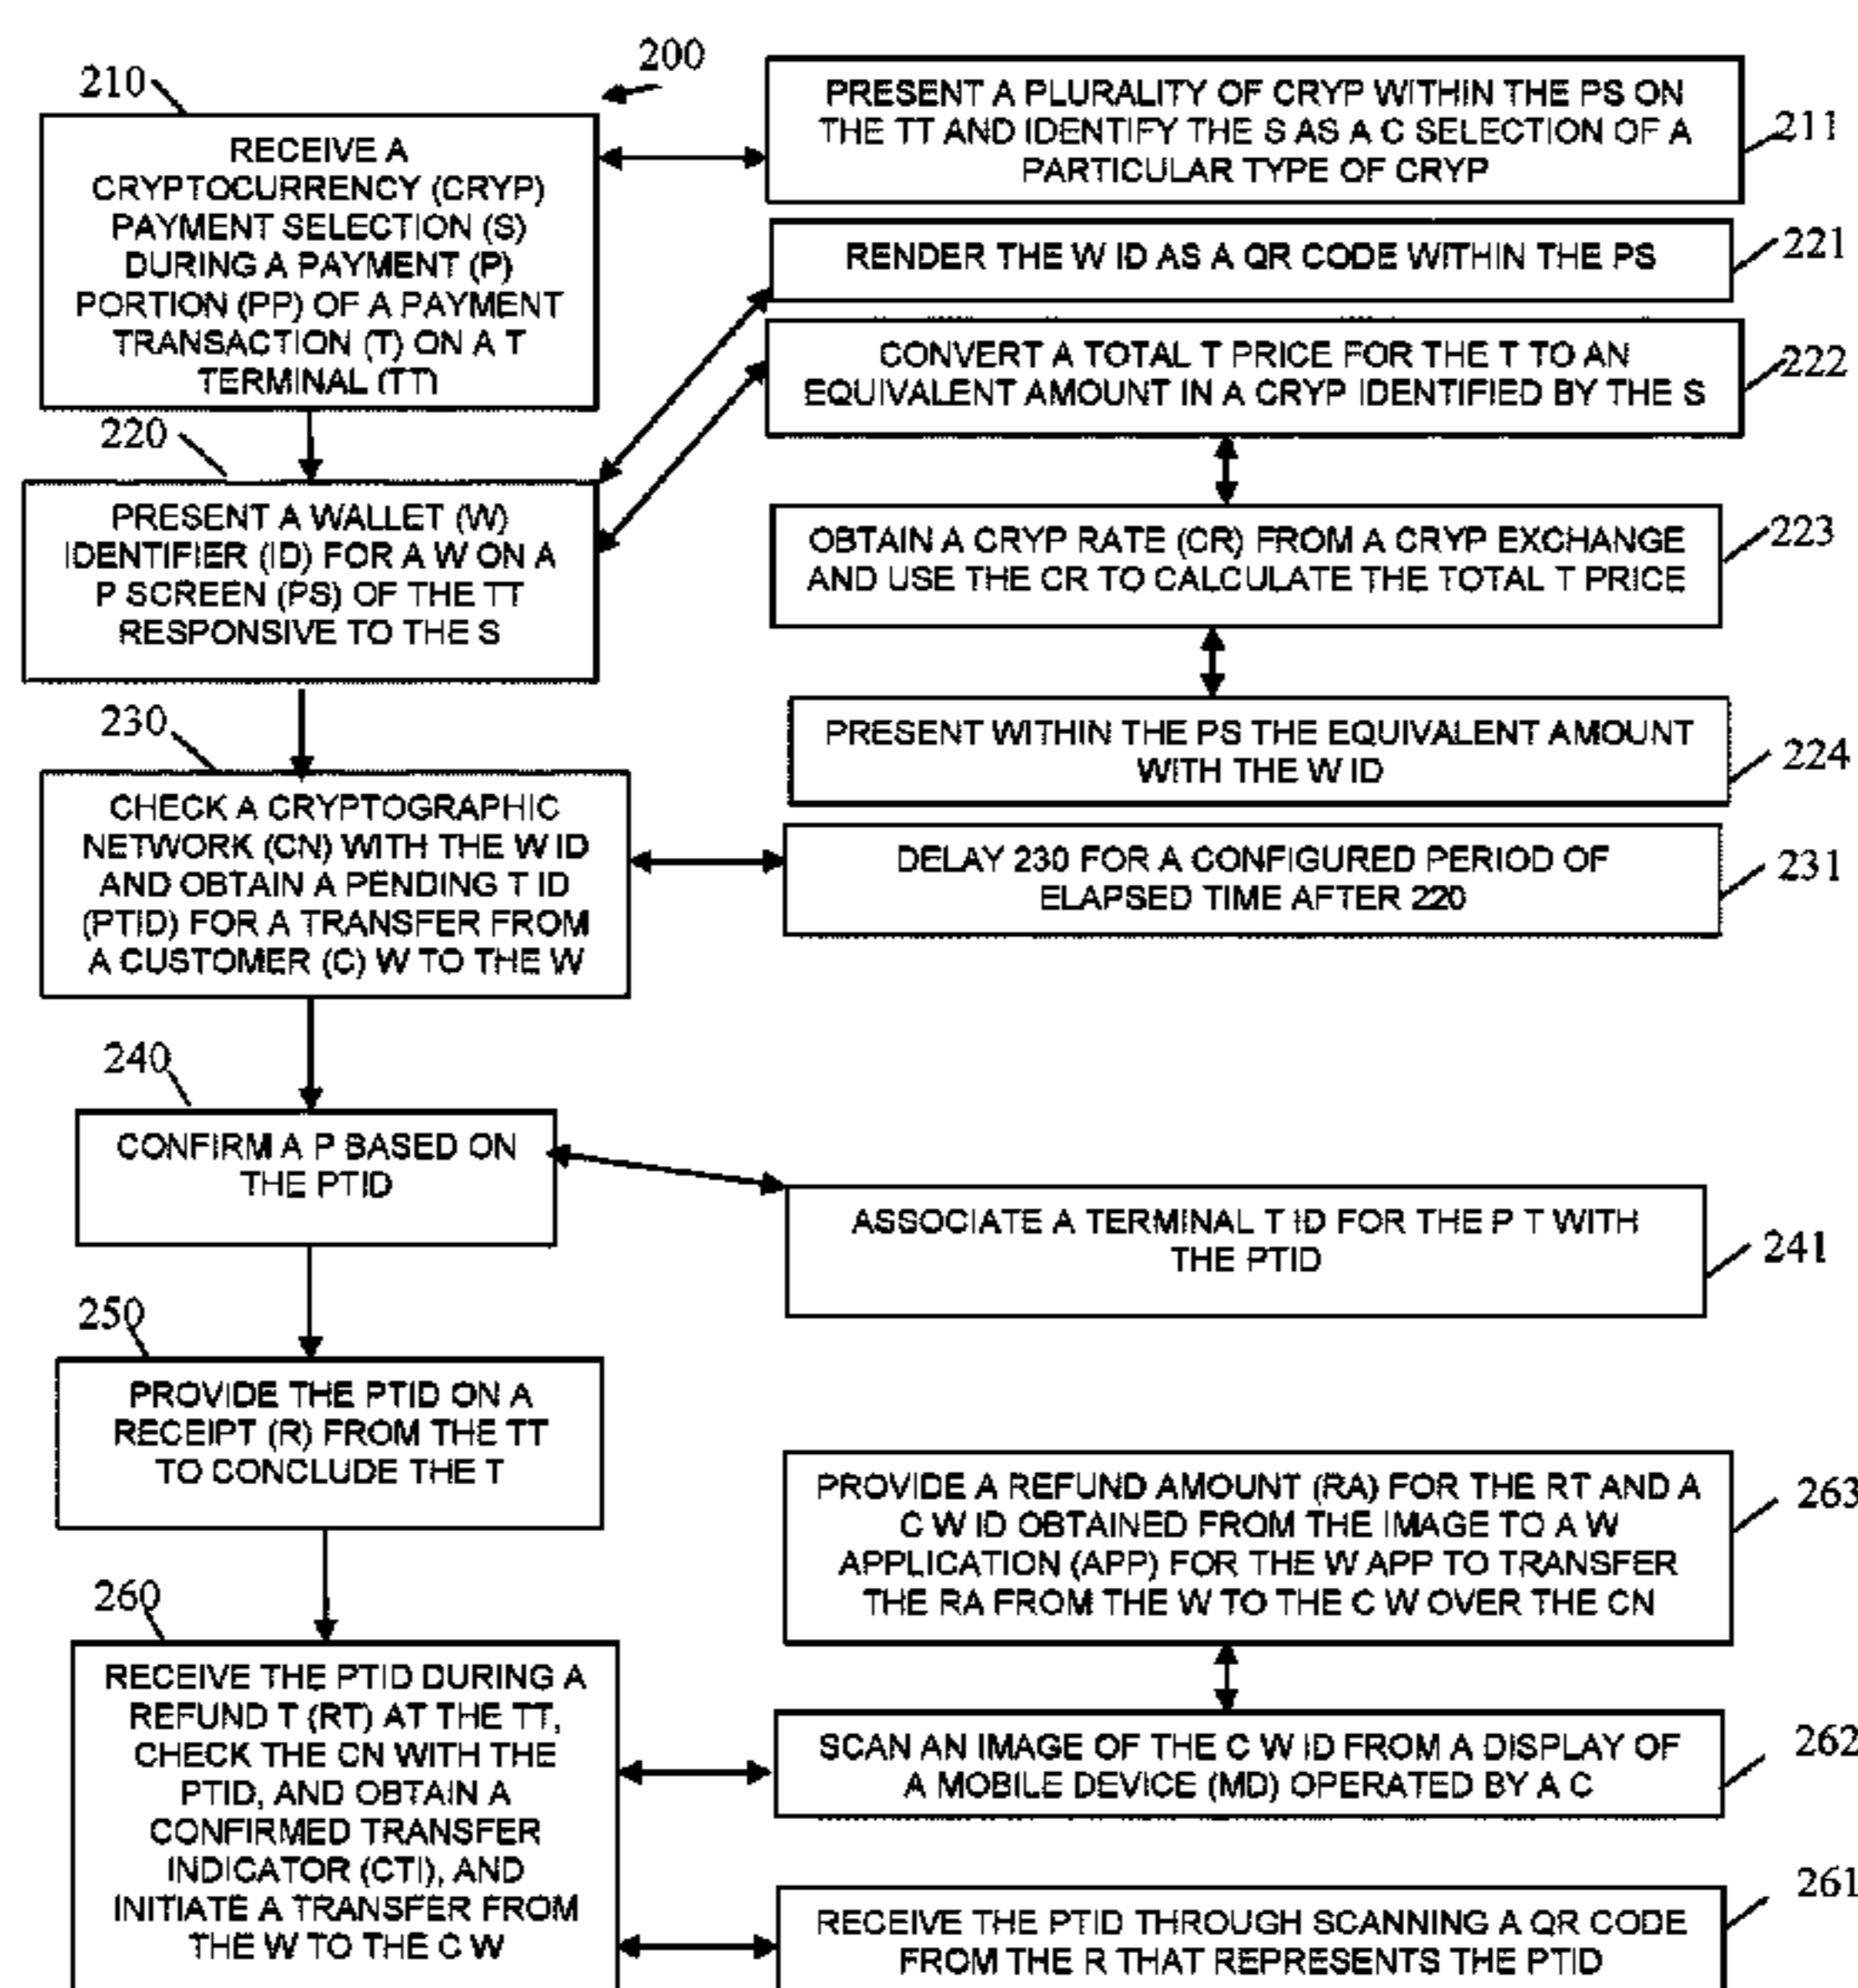 200
210
RECEIVE A
CRYPTOCURRENCY (CRYP)
PAYMENT SELECTION (S)
DURING A PAYMENT (P)
PORTION (PP) OF A PAYMENT
TRANSACTION (T) ON A T
TERMINAL (TT)
PRESENT A PLURALITY OF CRYP WITHIN THE PS ON
THE TT AND IDENTIFY THE S AS A C SELECTION OF A
PARTICULAR TYPE OF CRYP
211
RENDER THE W ID AS A QR CODE WITHIN THE PS
221
CONVERT A TOTAL T PRICE FOR THE T TO AN
EQUIVALENT AMOUNT IN A CRYP IDENTIFIED BY THE S
222
220
PRESENT A WALLET (W)
IDENTIFIER (ID) FOR A W ON A
P SCREEN (PS) OF THE TT
RESPONSIVE TO THE S
OBTAIN A CRYP RATE (CR) FROM A CRYP EXCHANGE
AND USE THE CR TO CALCULATE THE TOTAL T PRICE
223
PRESENT WITHIN THE PS THE EQUIVALENT AMOUNT
WITH THE W ID
224
230
CHECK A CRYPTOGRAPHIC
NETWORK (CN) WITH THE W ID
AND OBTAIN A PENDING T ID
(PTID) FOR A TRANSFER FROM
A CUSTOMER (C) W TO THE W
DELAY 230 FOR A CONFIGURED PERIOD OF
ELAPSED TIME AFTER 220
231
240
CONFIRM A P BASED ON
THE PTID
ASSOCIATE A TERMINAL T ID FOR THE P T WITH
THE PTID
241
250
PROVIDE THE PTID ON A
RECEIPT (R) FROM THE TT
TO CONCLUDE THE T
PROVIDE A REFUND AMOUNT (RA) FOR THE RT AND A
C W ID OBTAINED FROM THE IMAGE TO A W
APPLICATION (APP) FOR THE W APP TO TRANSFER
THE RA FROM THE W TO THE C W OVER THE CN
263
260
RECEIVE THE PTID DURING A
REFUND T (RT) AT THE TT,
CHECK THE CN WITH THE
PTID, AND OBTAIN A
CONFIRMED TRANSFER
INDICATOR (CTI), AND
INITIATE A TRANSFER FROM
THE W TO THE C W
SCAN AN IMAGE OF THE C W ID FROM A DISPLAY OF
A MOBILE DEVICE (MD) OPERATED BY A C
262
RECEIVE THE PTID THROUGH SCANNING A QR CODE
FROM THE R THAT REPRESENTS THE PTID
261